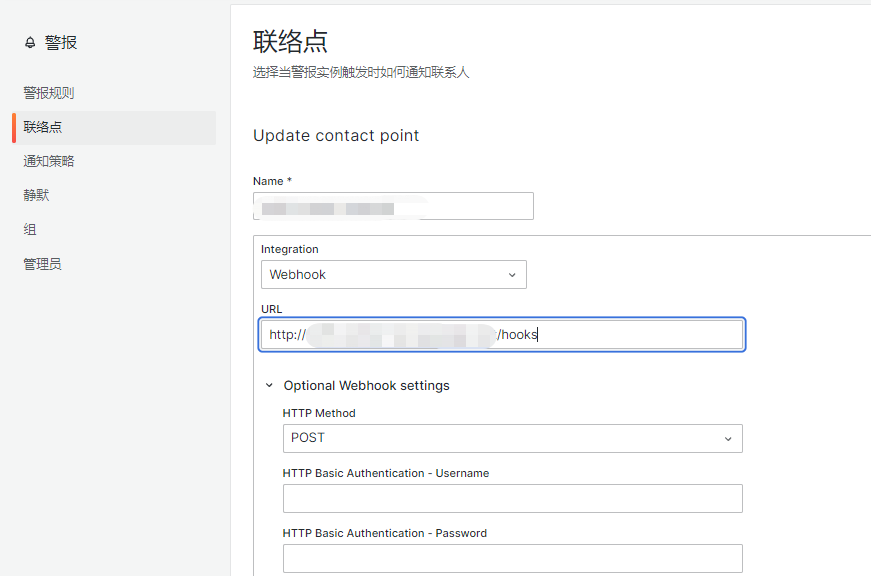 警报
警报规则
联络点
通知策略
静默
组
管理员
联络点
选择当警报实例触发时如何通知联系人
Update contact point
Name *
Integration
Webhook
URL
http:// /hooks
Optional Webhook settings
HTTP Method
POST
HTTP Basic Authentication - Username
HTTP Basic Authentication - Password